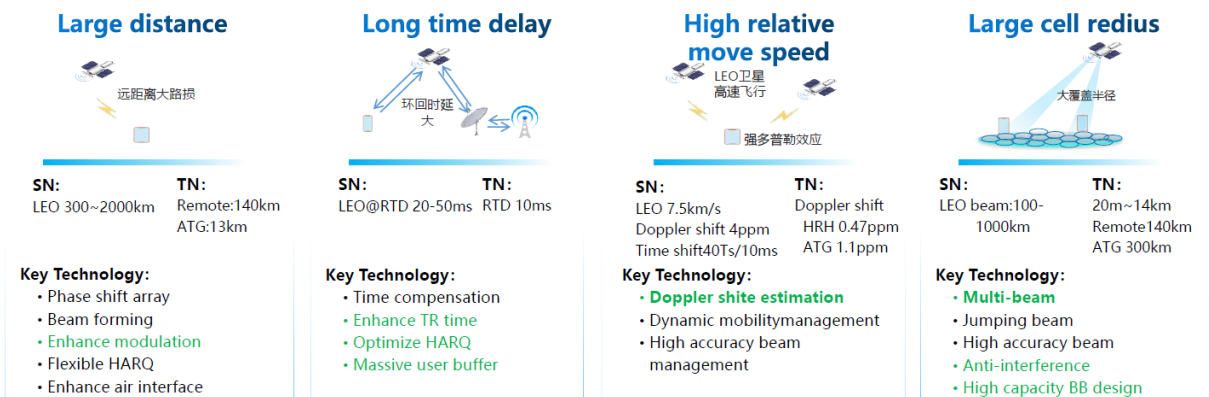 Large distance
远距离大路损
SN:
LEO 300~2000km
TN:
Remote:140km
ATG:13km
Key Technology:
• Phase shift array
• Beam forming
• Enhance modulation
• Flexible HARQ
• Enhance air interface
Long time delay
环回时延
大
SN:
LEO@RTD 20-50ms
TN:
RTD 10ms
Key Technology:
• Time compensation
• Enhance TR time
• Optimize HARQ
• Massive user buffer
High relative
move speed
LEO卫星
高速飞行
强多普勒效应
SN:
LEO 7.5km/s
Doppler shift 4ppm
Time shift40Ts/10ms
TN:
Doppler shift
HRH 0.47ppm
ATG 1.1ppm
Key Technology:
• Doppler shite estimation
• Dynamic mobilitymanagement
• High accuracy beam
management
Large cell redius
大覆盖半径
SN:
LEO beam:100-
1000km
TN:
20m~14km
Remote140km
ATG 300km
Key Technology:
• Multi-beam
• Jumping beam
• High accuracy beam
• Anti-interference
• High capacity BB design